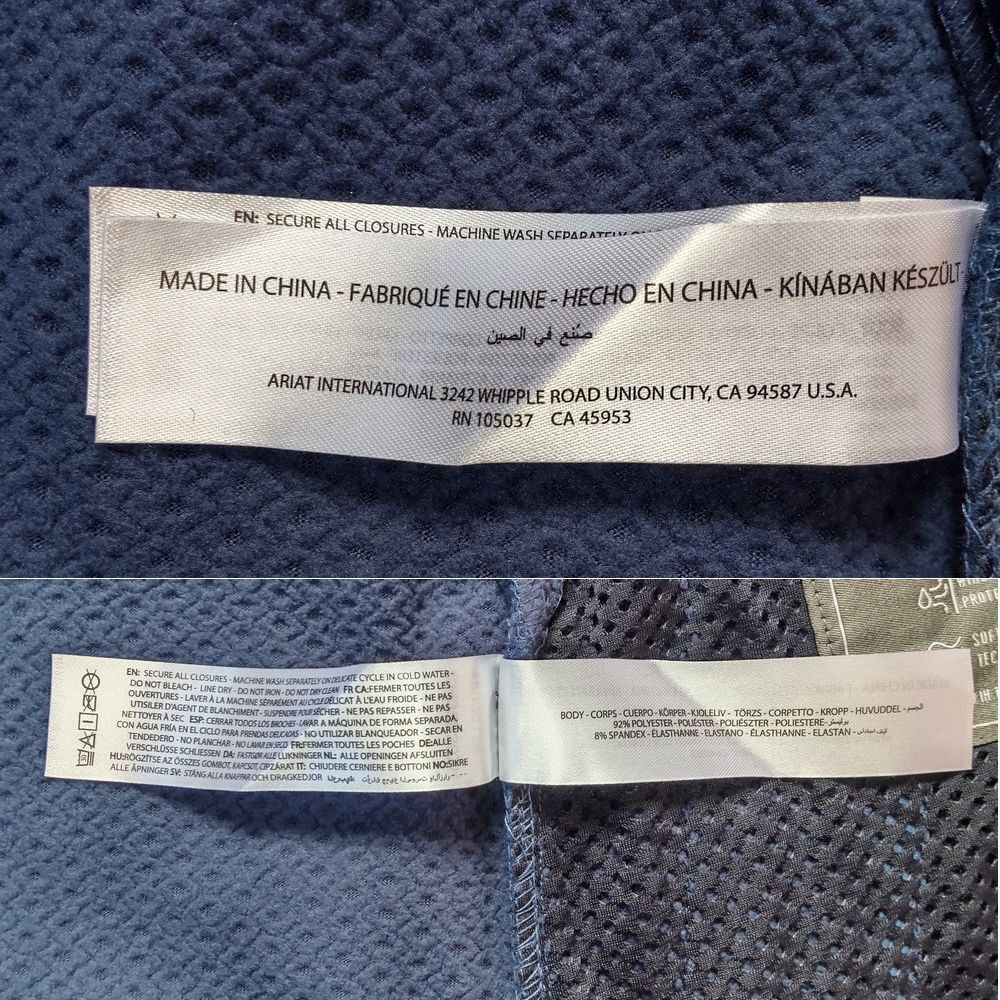 EN: SECURE ALL CLOSURES - MACHINE WASH SEPARATELY
MADE IN CHINA - FABRIQUÉ EN CHINE - HECHO EN CHINA - KÍNÁBAN KÉSZÜLT
صُنع في الصين
ARIAT INTERNATIONAL 3242 WHIPPLE ROAD UNION CITY, CA 94587 U.S.A.
RN 105037 CA 45953
EN: SECURE ALL CLOSURES - MACHINE WASH SEPARATELY ON DELICATE CYCLE IN COLD WATER -
DO NOT BLEACH - LINE DRY - DO NOT IRON - DO NOT DRY CLEAN FR CA:FERMER TOUTES LES
OUVERTURES - LAVER À LA MACHINE SÉPARÉMENT AU CYCLE DÉLICAT À L'EAU FROIDE - NE PAS
UTSILISER D'AGENT DE BLANCHIMENT - SUSPENDRE POUR SÉCHER - NE PAS REPASSER - NE PAS
NETTOYER À SEC ESP: CERRAR TODOS LOS BROCHES - LAVAR A MÁQUINA DE FORMA SEPARADA,
CON AGUA FRÍA EN EL CICLO PARA PRENDAS DELICADAS - NO UTILIZAR BLANQUEADOR - SECAR EN
TENDEDERO - NO PLANCHAR - NO LAVAR EN SECO FR:FERMER TOUTES LES POCHES DE:ALLE
VERSCHLÜSSE SCHLIESSEN DA: FASTGØR ALLE LUKNINGER NL: ALLE OPENINGEN AFSLUITEN
HU:RÖGZÍTSE AZ ÖSSZES GOMBOT, KAPCSOT, CIPZÁRAT IT: CHIUDERE CERNIERE E BOTTONI NO:SIKRE
ALLE ÅPNINGER SV: STÄNG ALLA KNAPPAR OCH DRAGKEDJOR
BODY - CORPS - CUERPO - KÖRPER - KJOLELIV - TÖRZS - CORPETTO - KROPP - HUVUDDEL - الجسم
92% POLYESTER - POLIÉSTER - POLIÉSZTER - POLIESTERE- بوليستر
8% SPANDEX - ÉLASTHANNE - ELASTANO - ÉLASTHANNE - ELASTAN -
PROTE
SOF
TEC